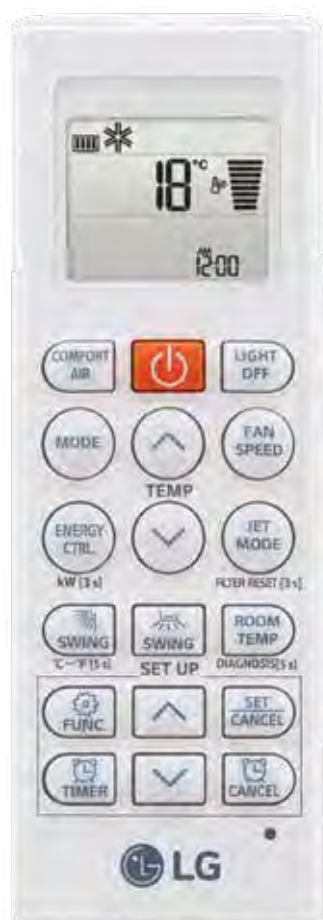 18°C
AM
12:00
COMFORT AIR
LIGHT OFF
MODE
FAN SPEED
TEMP
ENERGY CTRL.
JET MODE
kW [3 s]
FILTER RESET [3 s]
SWING
SWING
ROOM TEMP
°C↔°F [5 s]
SET UP
DIAGNOSIS[5 s]
FUNC.
SET CANCEL
TIMER
CANCEL
LG